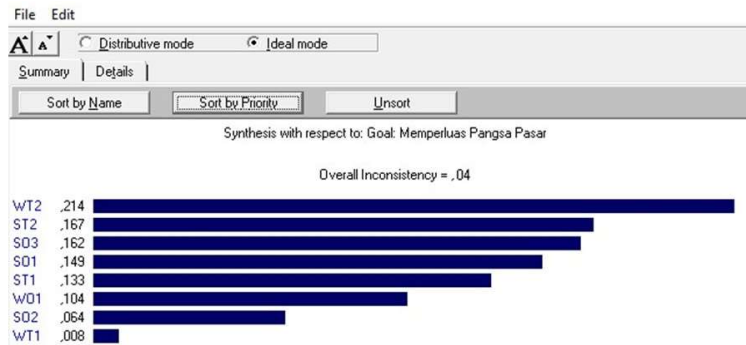 File Edit
A A Distributive mode Ideal mode
Summary Details
Sort by Name Sort by Priority Unsort
Synthesis with respect to: Goal: Memperluas Pangsa Pasar
Overall Inconsistency = ,04
WT2 ,214
ST2 ,167
SO3 ,162
SO1 ,149
ST1 ,133
WO1 ,104
SO2 ,064
WT1 ,008